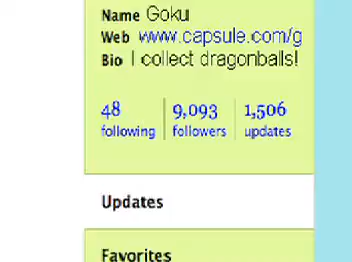 Name Goku
Web www.capsule.com/g
Bio I collect dragonballs!
48 9,093 1,506
following followers updates
Updates
Favorites